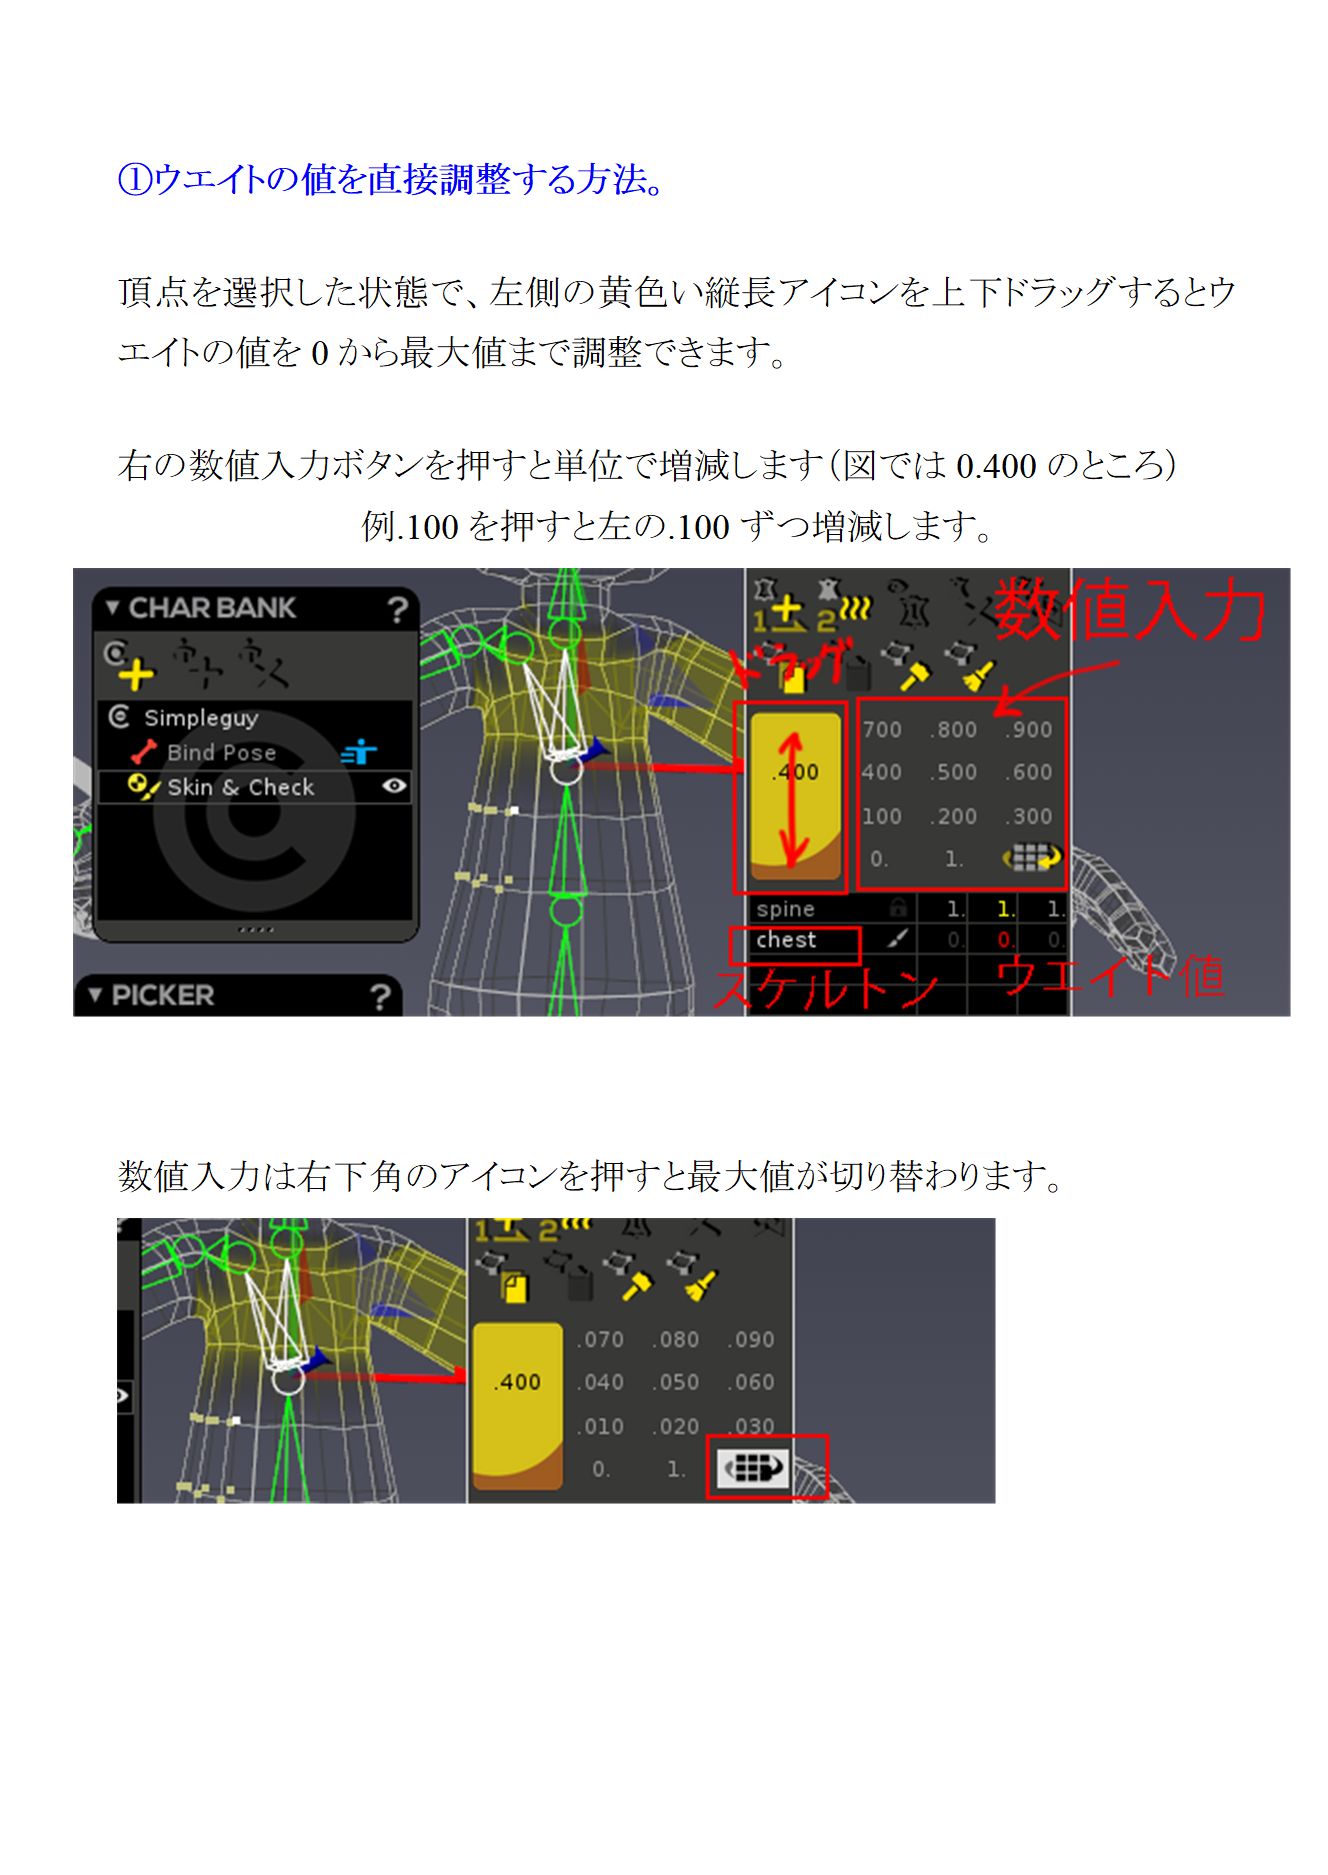 ①ウエイトの値を直接調整する方法。
頂点を選択した状態で、左側の黄色い縦長アイコンを上下ドラッグするとウ
エイトの値を 0 から最大値まで調整できます。
右の数値入力ボタンを押すと単位で増減します（図では 0.400 のところ）
例.100 を押すと左の.100 ずつ増減します。
▼ CHAR BANK ?
Simpleguy
Bind Pose
Skin & Check
▼ PICKER ?
1 2
数値入力
ドラッグ
.400
700 .800 .900
400 .500 .600
100 .200 .300
0. 1.
spine 1. 1. 1.
chest 0. 0. 0.
スケルトン ウエイト値
数値入力は右下角のアイコンを押すと最大値が切り替わります。
1 2
.400
.070 .080 .090
.040 .050 .060
.010 .020 .030
0. 1.